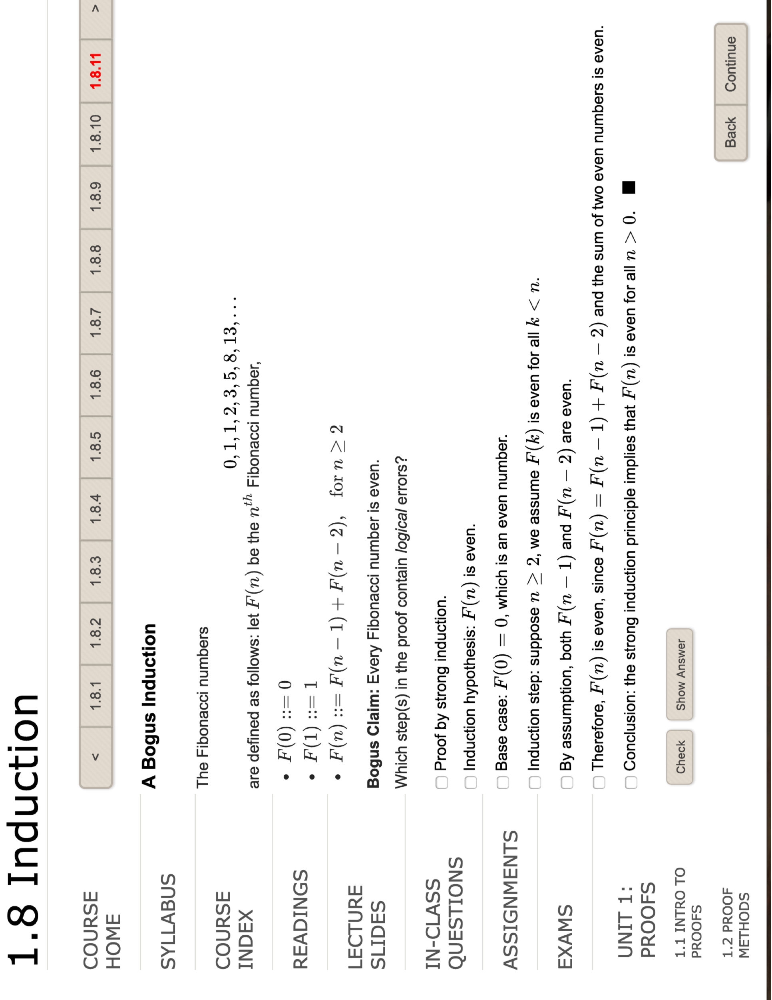 1.8 Induction
COURSE
HOME
SYLLABUS
COURSE
INDEX
READINGS
LECTURE
SLIDES
IN-CLASS
QUESTIONS
ASSIGNMENTS
EXAMS
UNIT 1:
PROOFS
1.1 INTRO TO
PROOFS
1.2 PROOF
METHODS
< 1.8.1 1.8.2 1.8.3 1.8.4 1.8.5 1.8.6 1.8.7 1.8.8 1.8.9 1.8.10 1.8.11 >
A Bogus Induction
The Fibonacci numbers
0, 1, 1, 2, 3, 5, 8, 13, …
are defined as follows: let F(n) be the nᵗʰ Fibonacci number,
• F(0) ::= 0
• F(1) ::= 1
• F(n) ::= F(n − 1) + F(n − 2), for n ≥ 2
Bogus Claim: Every Fibonacci number is even.
Which step(s) in the proof contain logical errors?
Proof by strong induction.
Induction hypothesis: F(n) is even.
Base case: F(0) = 0, which is an even number.
Induction step: suppose n ≥ 2, we assume F(k) is even for all k < n.
By assumption, both F(n − 1) and F(n − 2) are even.
Therefore, F(n) is even, since F(n) = F(n − 1) + F(n − 2) and the sum of two even numbers is even.
Conclusion: the strong induction principle implies that F(n) is even for all n > 0. ■
Check Show Answer
Back Continue